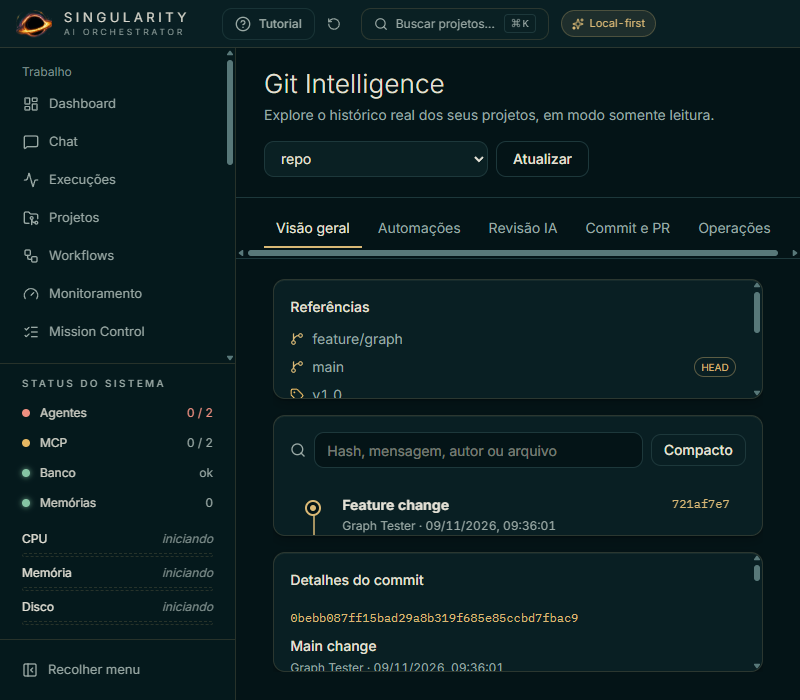 SINGULARITY
AI ORCHESTRATOR
Tutorial
Buscar projetos...
⌘K
Local-first
Trabalho
Dashboard
Chat
Execuções
Projetos
Workflows
Monitoramento
Mission Control
STATUS DO SISTEMA
Agentes 0 / 2
MCP 0 / 2
Banco ok
Memórias 0
CPU iniciando
Memória iniciando
Disco iniciando
Recolher menu
Git Intelligence
Explore o histórico real dos seus projetos, em modo somente leitura.
repo
Atualizar
Visão geral Automações Revisão IA Commit e PR Operações
Referências
feature/graph
main HEAD
v1.0
Hash, mensagem, autor ou arquivo
Compacto
Feature change 721af7e7
Graph Tester · 09/11/2026, 09:36:01
Detalhes do commit
0bebb087ff15bad29a8b319f685e85ccbd7fbac9
Main change
Graph Tester · 09/11/2026, 09:36:01